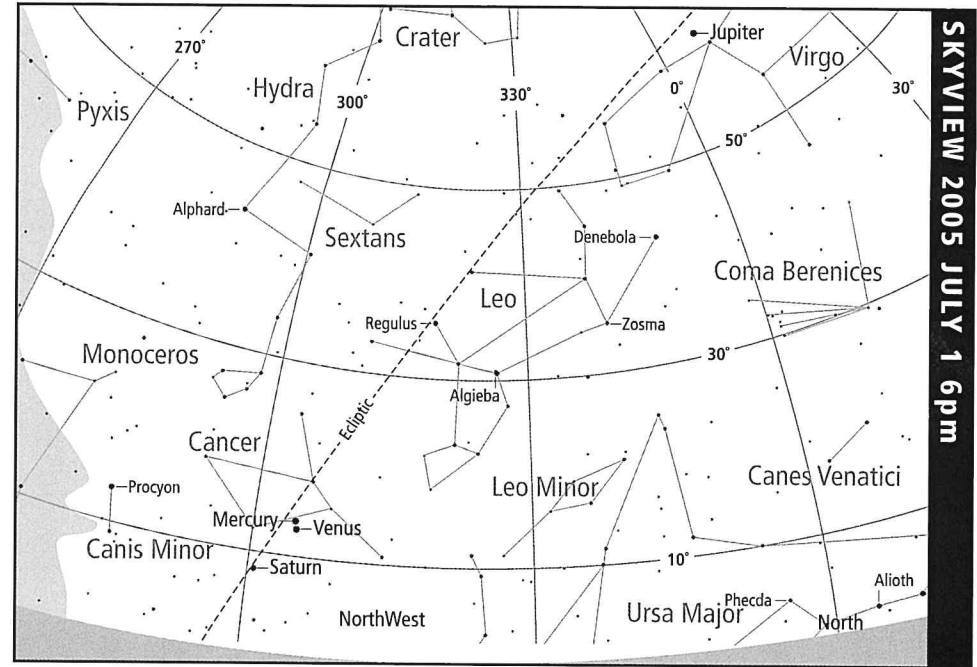 SKYVIEW 2005 JULY 1 6pm
Crater
Jupiter
Virgo
270°
Hydra
300°
330°
0°
30°
Pyxis
50°
Alphard
Sextans
Denebola
Coma Berenices
Leo
Regulus
Zosma
Monoceros
30°
Algieba
Ecliptic
Cancer
Canes Venatici
Procyon
Leo Minor
Mercury
Venus
Canis Minor
10°
Saturn
Alioth
NorthWest
Ursa Major
Phecda
North